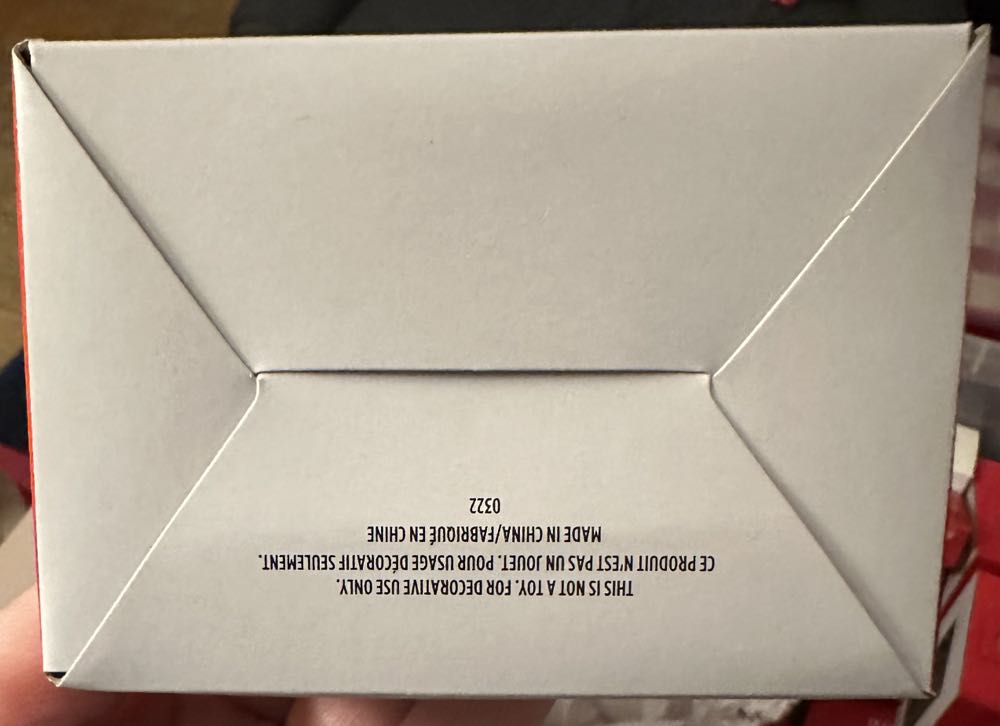 THIS IS NOT A TOY. FOR DECORATIVE USE ONLY.
CE PRODUIT N'EST PAS UN JOUET. POUR USAGE DÉCORATIF SEULEMENT.
MADE IN CHINA/FABRIQUÉ EN CHINE
0322